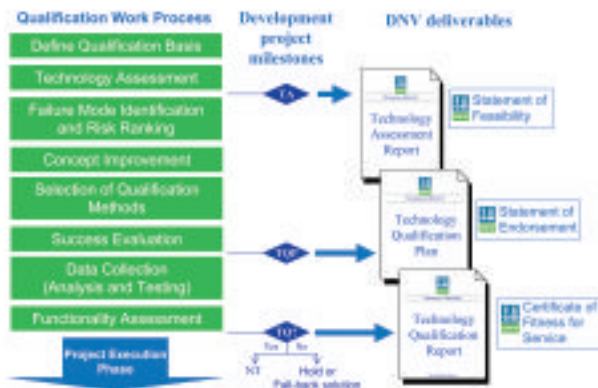 Qualification Work Process
Development
project
milestones
DNV deliverables
Define Qualification Basis
Technology Assessment
Failure Mode Identification
and Risk Ranking
Concept Improvement
Selection of Qualification
Methods
Success Evaluation
Data Collection
(Analysis and Testing)
Functionality Assessment
Project Execution
Phase
TA
TQP
TQ?
Yes No
NT
Hold or
Fall-back solution
Technology
Assessment
Report
Statement of
Feasibility
Technology
Qualification
Plan
Statement of
Endorsement
Technology
Qualification
Report
Certificate of
Fitness for
Service